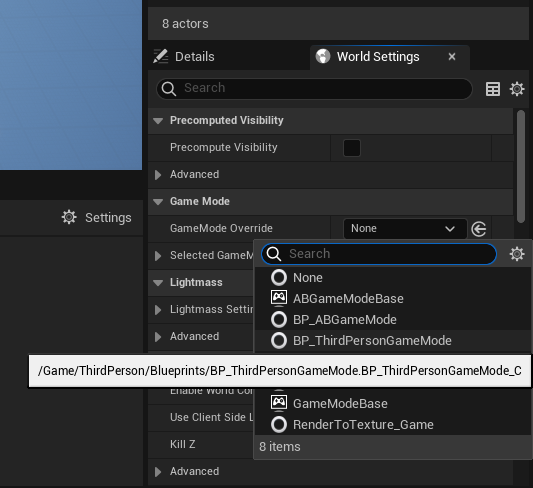 8 actors
Details
World Settings
Search
Precomputed Visibility
Precompute Visibility
Advanced
Game Mode
Settings
GameMode Override
None
Search
Selected GameM
None
Lightmass
ABGameModeBase
Lightmass Settin
BP_ABGameMode
Advanced
BP_ThirdPersonGameMode
/Game/ThirdPerson/Blueprints/BP_ThirdPersonGameMode.BP_ThirdPersonGameMode_C
Enable World Co
GameModeBase
Use Client Side L
RenderToTexture_Game
Kill Z
8 items
Advanced